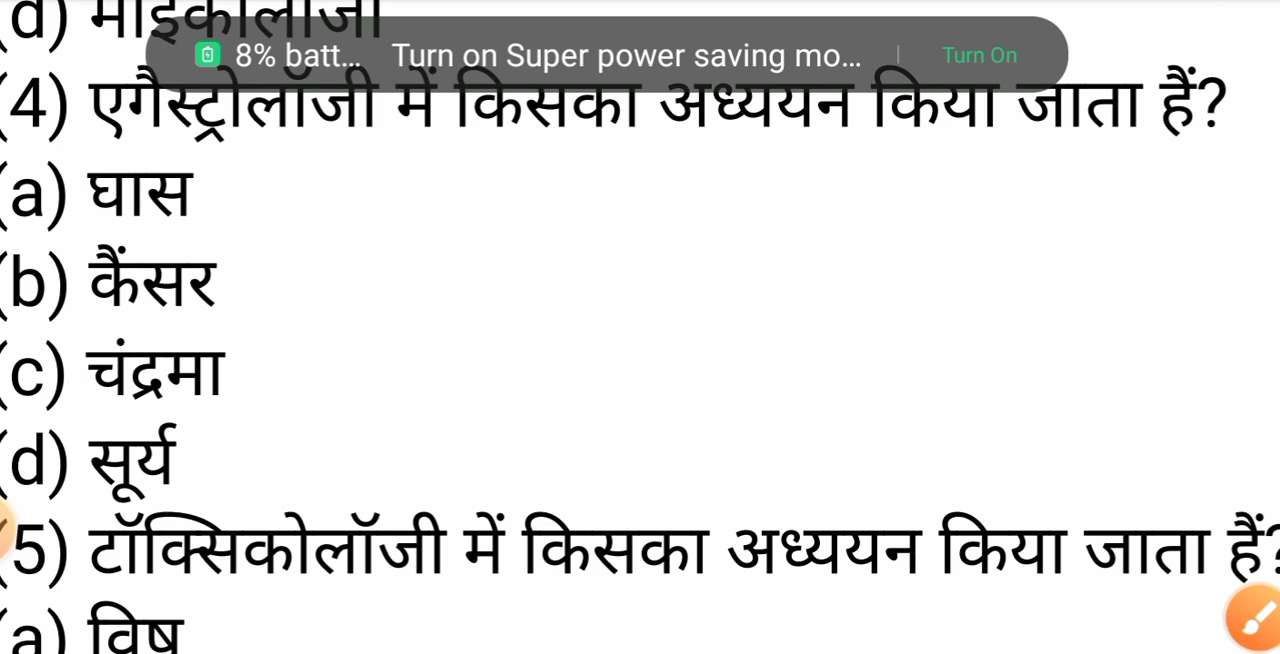 (d) माइकोलॉजी
8% batt... Turn on Super power saving mo... | Turn On
(4) एगैस्ट्रोलॉजी में किसका अध्ययन किया जाता हैं?
(a) घास
(b) कैंसर
(c) चंद्रमा
(d) सूर्य
(5) टॉक्सिकोलॉजी में किसका अध्ययन किया जाता हैं?
(a) विष